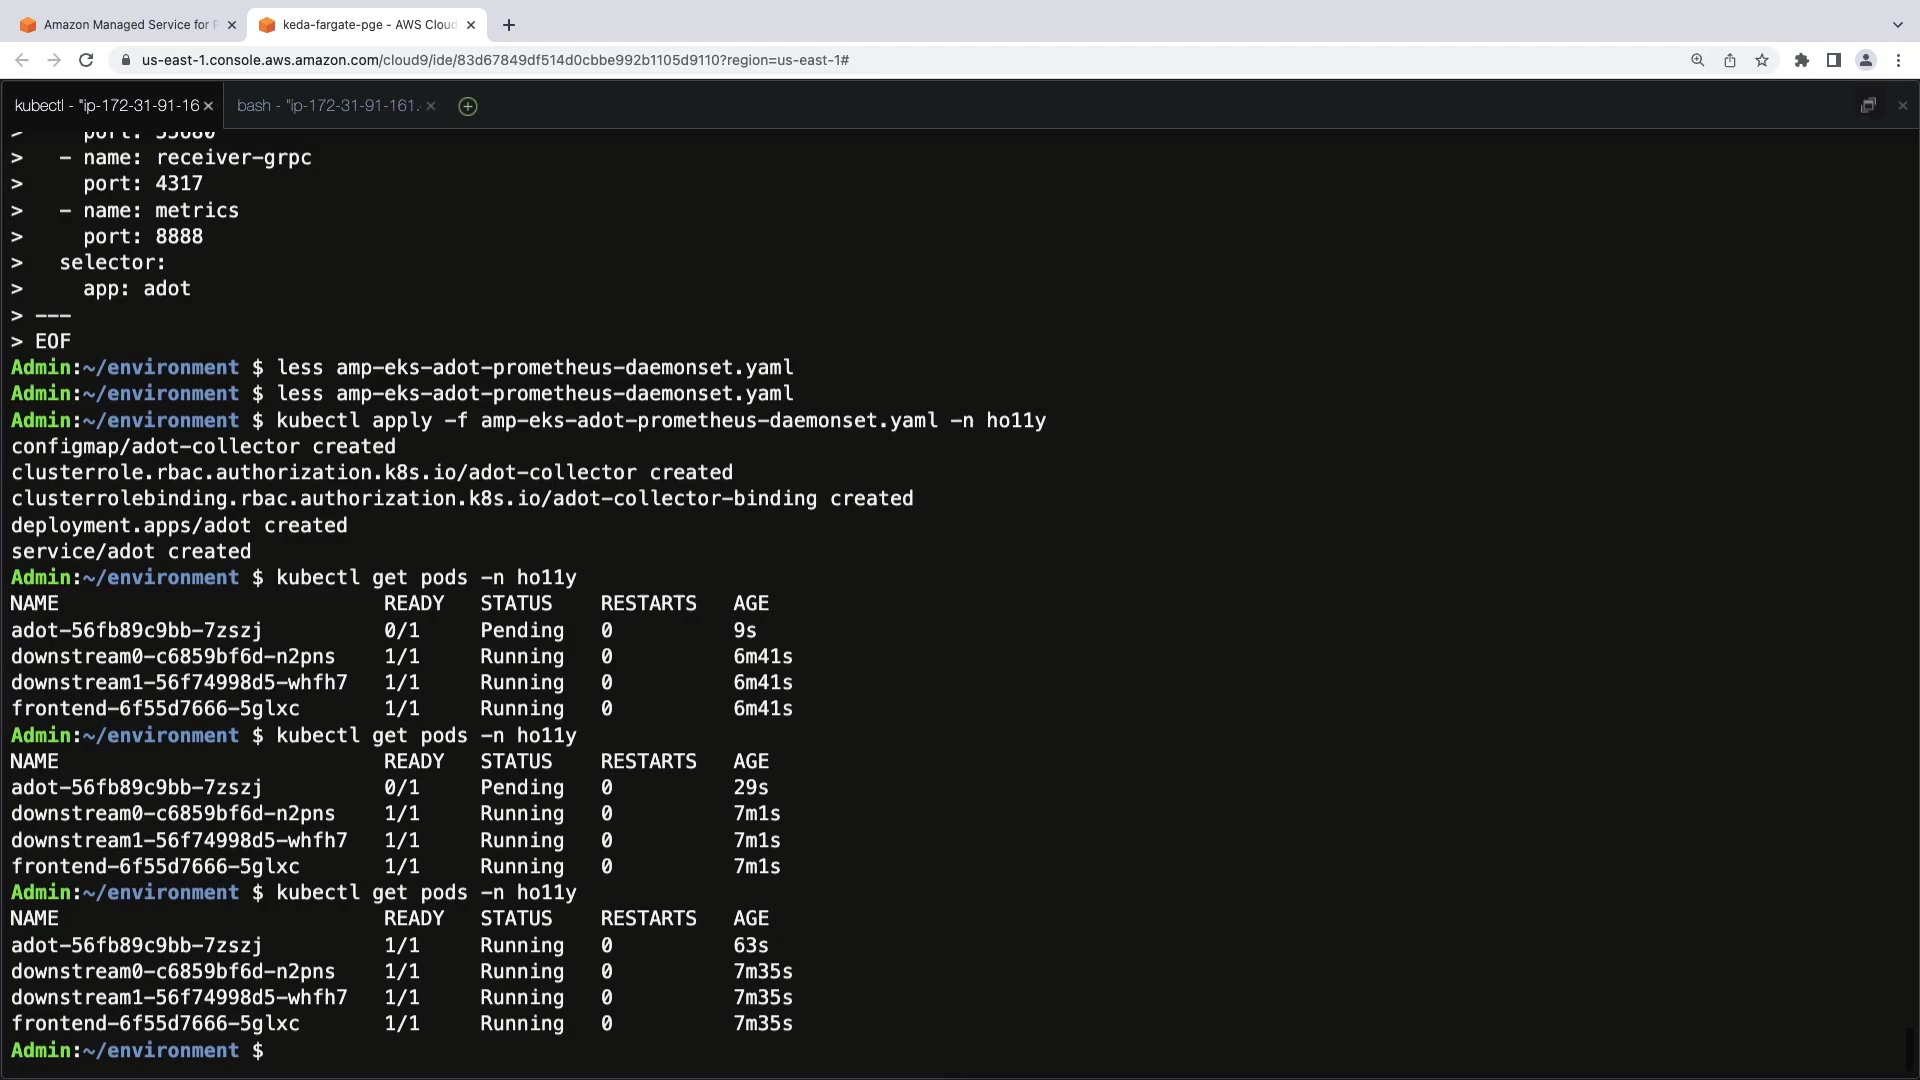 Amazon Managed Service for P
keda-fargate-pge - AWS Cloud
us-east-1.console.aws.amazon.com/cloud9/ide/83d67849df514d0cbbe992b1105d9110?region=us-east-1#
kubectl - "ip-172-31-91-16
bash - "ip-172-31-91-161.
>     port: 55680
>   - name: receiver-grpc
>     port: 4317
>   - name: metrics
>     port: 8888
>   selector:
>     app: adot
> ---
> EOF
Admin:~/environment $ less amp-eks-adot-prometheus-daemonset.yaml
Admin:~/environment $ less amp-eks-adot-prometheus-daemonset.yaml
Admin:~/environment $ kubectl apply -f amp-eks-adot-prometheus-daemonset.yaml -n ho11y
configmap/adot-collector created
clusterrole.rbac.authorization.k8s.io/adot-collector created
clusterrolebinding.rbac.authorization.k8s.io/adot-collector-binding created
deployment.apps/adot created
service/adot created
Admin:~/environment $ kubectl get pods -n ho11y
NAME                           READY   STATUS    RESTARTS   AGE
adot-56fb89c9bb-7zszj          0/1     Pending   0          9s
downstream0-c6859bf6d-n2pns    1/1     Running   0          6m41s
downstream1-56f74998d5-whfh7   1/1     Running   0          6m41s
frontend-6f55d7666-5glxc       1/1     Running   0          6m41s
Admin:~/environment $ kubectl get pods -n ho11y
NAME                           READY   STATUS    RESTARTS   AGE
adot-56fb89c9bb-7zszj          0/1     Pending   0          29s
downstream0-c6859bf6d-n2pns    1/1     Running   0          7m1s
downstream1-56f74998d5-whfh7   1/1     Running   0          7m1s
frontend-6f55d7666-5glxc       1/1     Running   0          7m1s
Admin:~/environment $ kubectl get pods -n ho11y
NAME                           READY   STATUS    RESTARTS   AGE
adot-56fb89c9bb-7zszj          1/1     Running   0          63s
downstream0-c6859bf6d-n2pns    1/1     Running   0          7m35s
downstream1-56f74998d5-whfh7   1/1     Running   0          7m35s
frontend-6f55d7666-5glxc       1/1     Running   0          7m35s
Admin:~/environment $